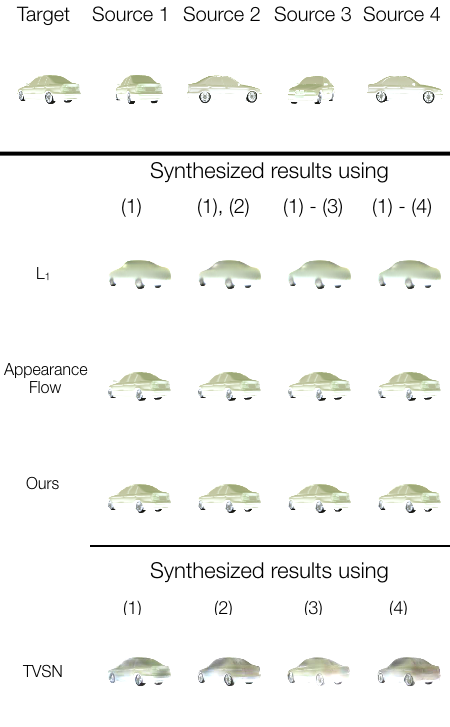 Target Source 1 Source 2 Source 3 Source 4
Synthesized results using
(1) (1), (2) (1) - (3) (1) - (4)
L₁
Appearance
Flow
Ours
Synthesized results using
(1) (2) (3) (4)
TVSN